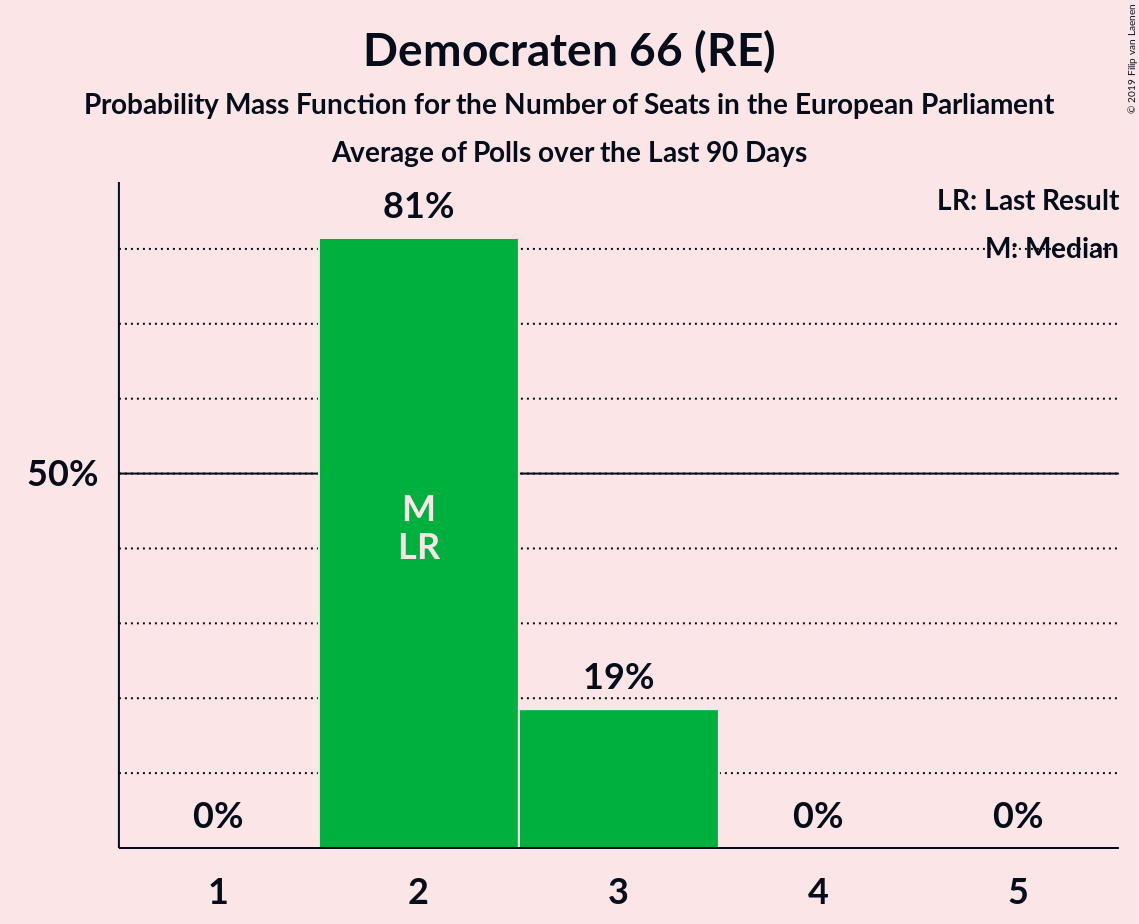 Democraten 66 (RE)
Probability Mass Function for the Number of Seats in the European Parliament
Average of Polls over the Last 90 Days
© 2019 Filip van Laenen
LR: Last Result
M: Median
81%
50%
M
LR
19%
0%
0%
0%
1
2
3
4
5